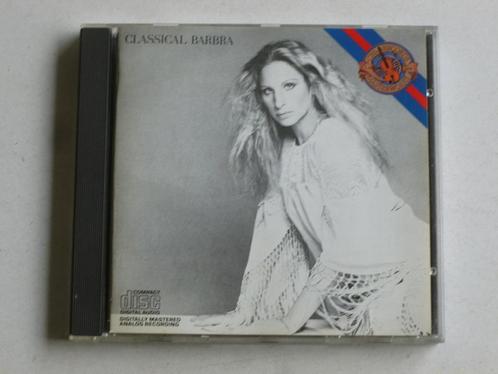 CLASSICAL BARBRA
COMPACT
disc
DIGITAL AUDIO
DIGITALLY MASTERED
ANALOG RECORDING